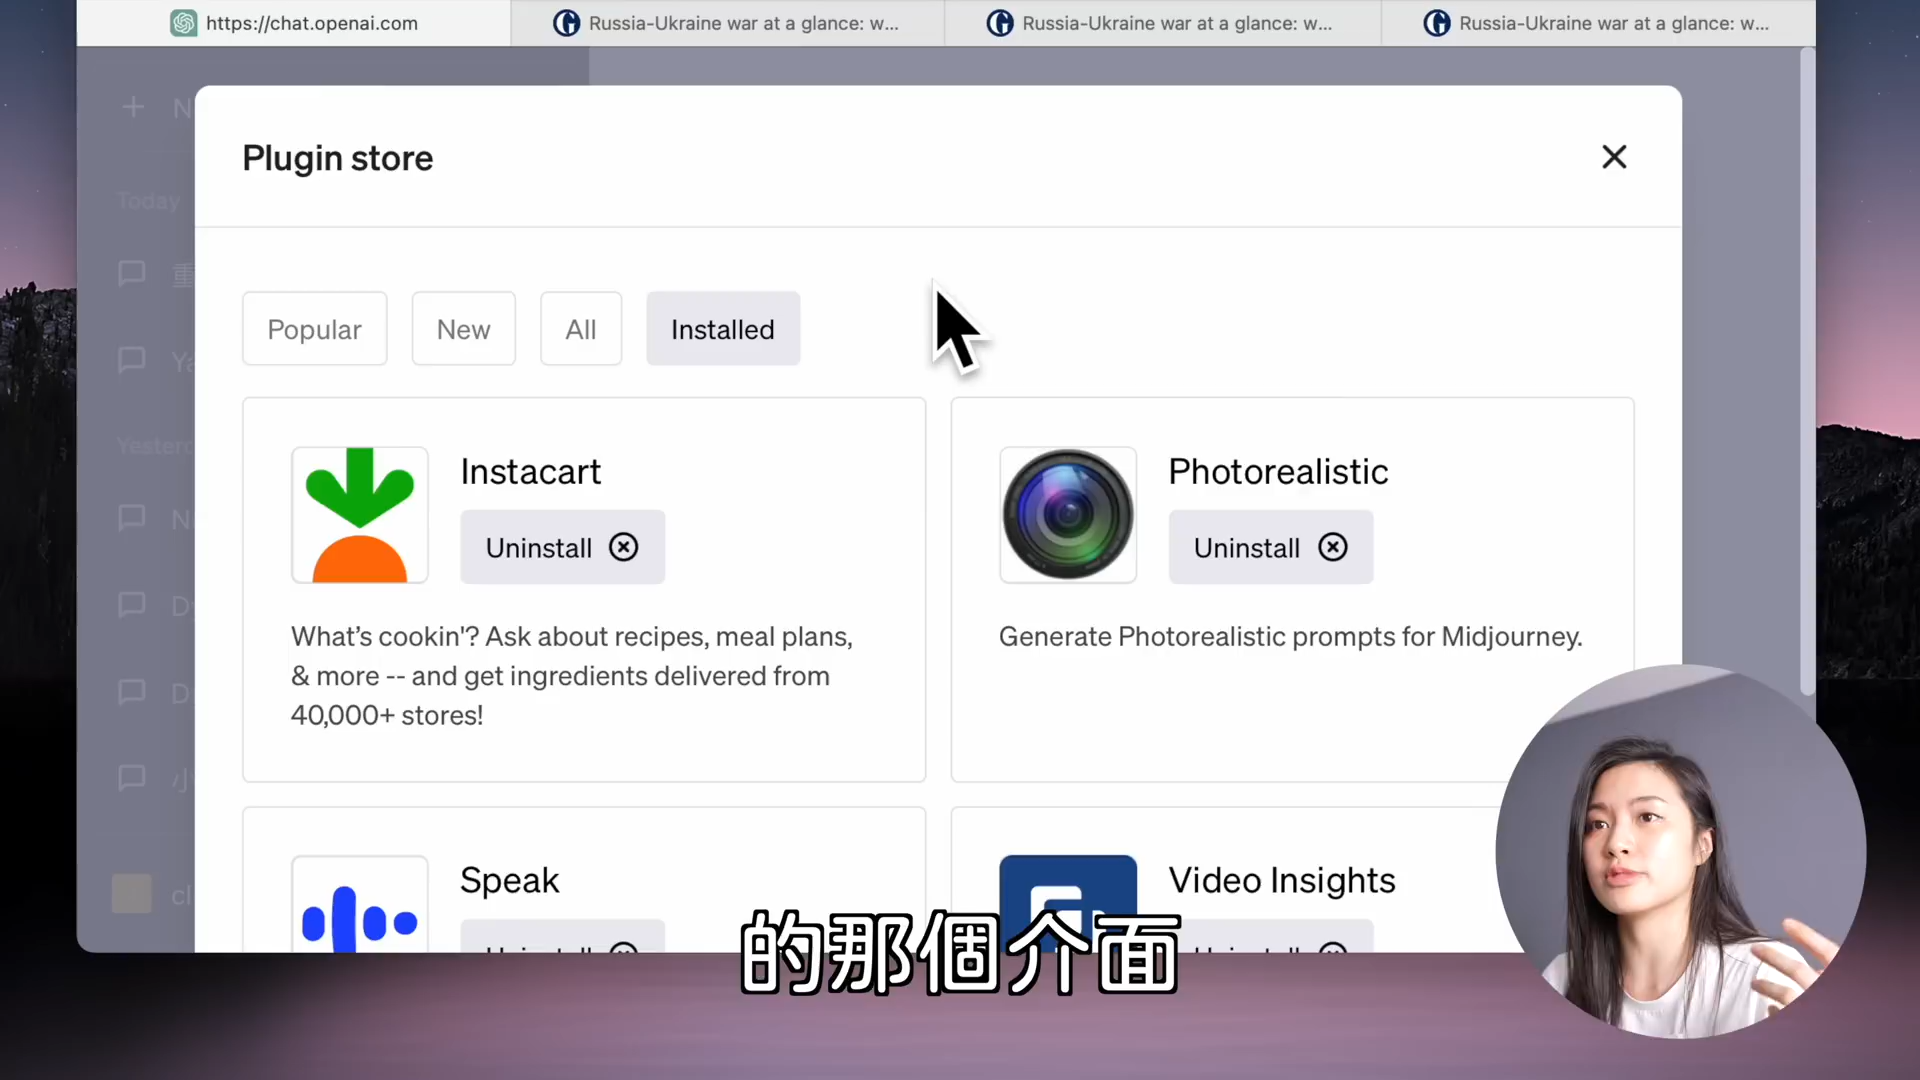 https://chat.openai.com
Russia-Ukraine war at a glance: w...
Russia-Ukraine war at a glance: w...
Russia-Ukraine war at a glance: w...
Plugin store
Today
Popular
New
All
Installed
Instacart
Uninstall
What’s cookin'? Ask about recipes, meal plans,
& more -- and get ingredients delivered from
40,000+ stores!
Photorealistic
Uninstall
Generate Photorealistic prompts for Midjourney.
Speak
Uninstall
Video Insights
Uninstall
的那個介面